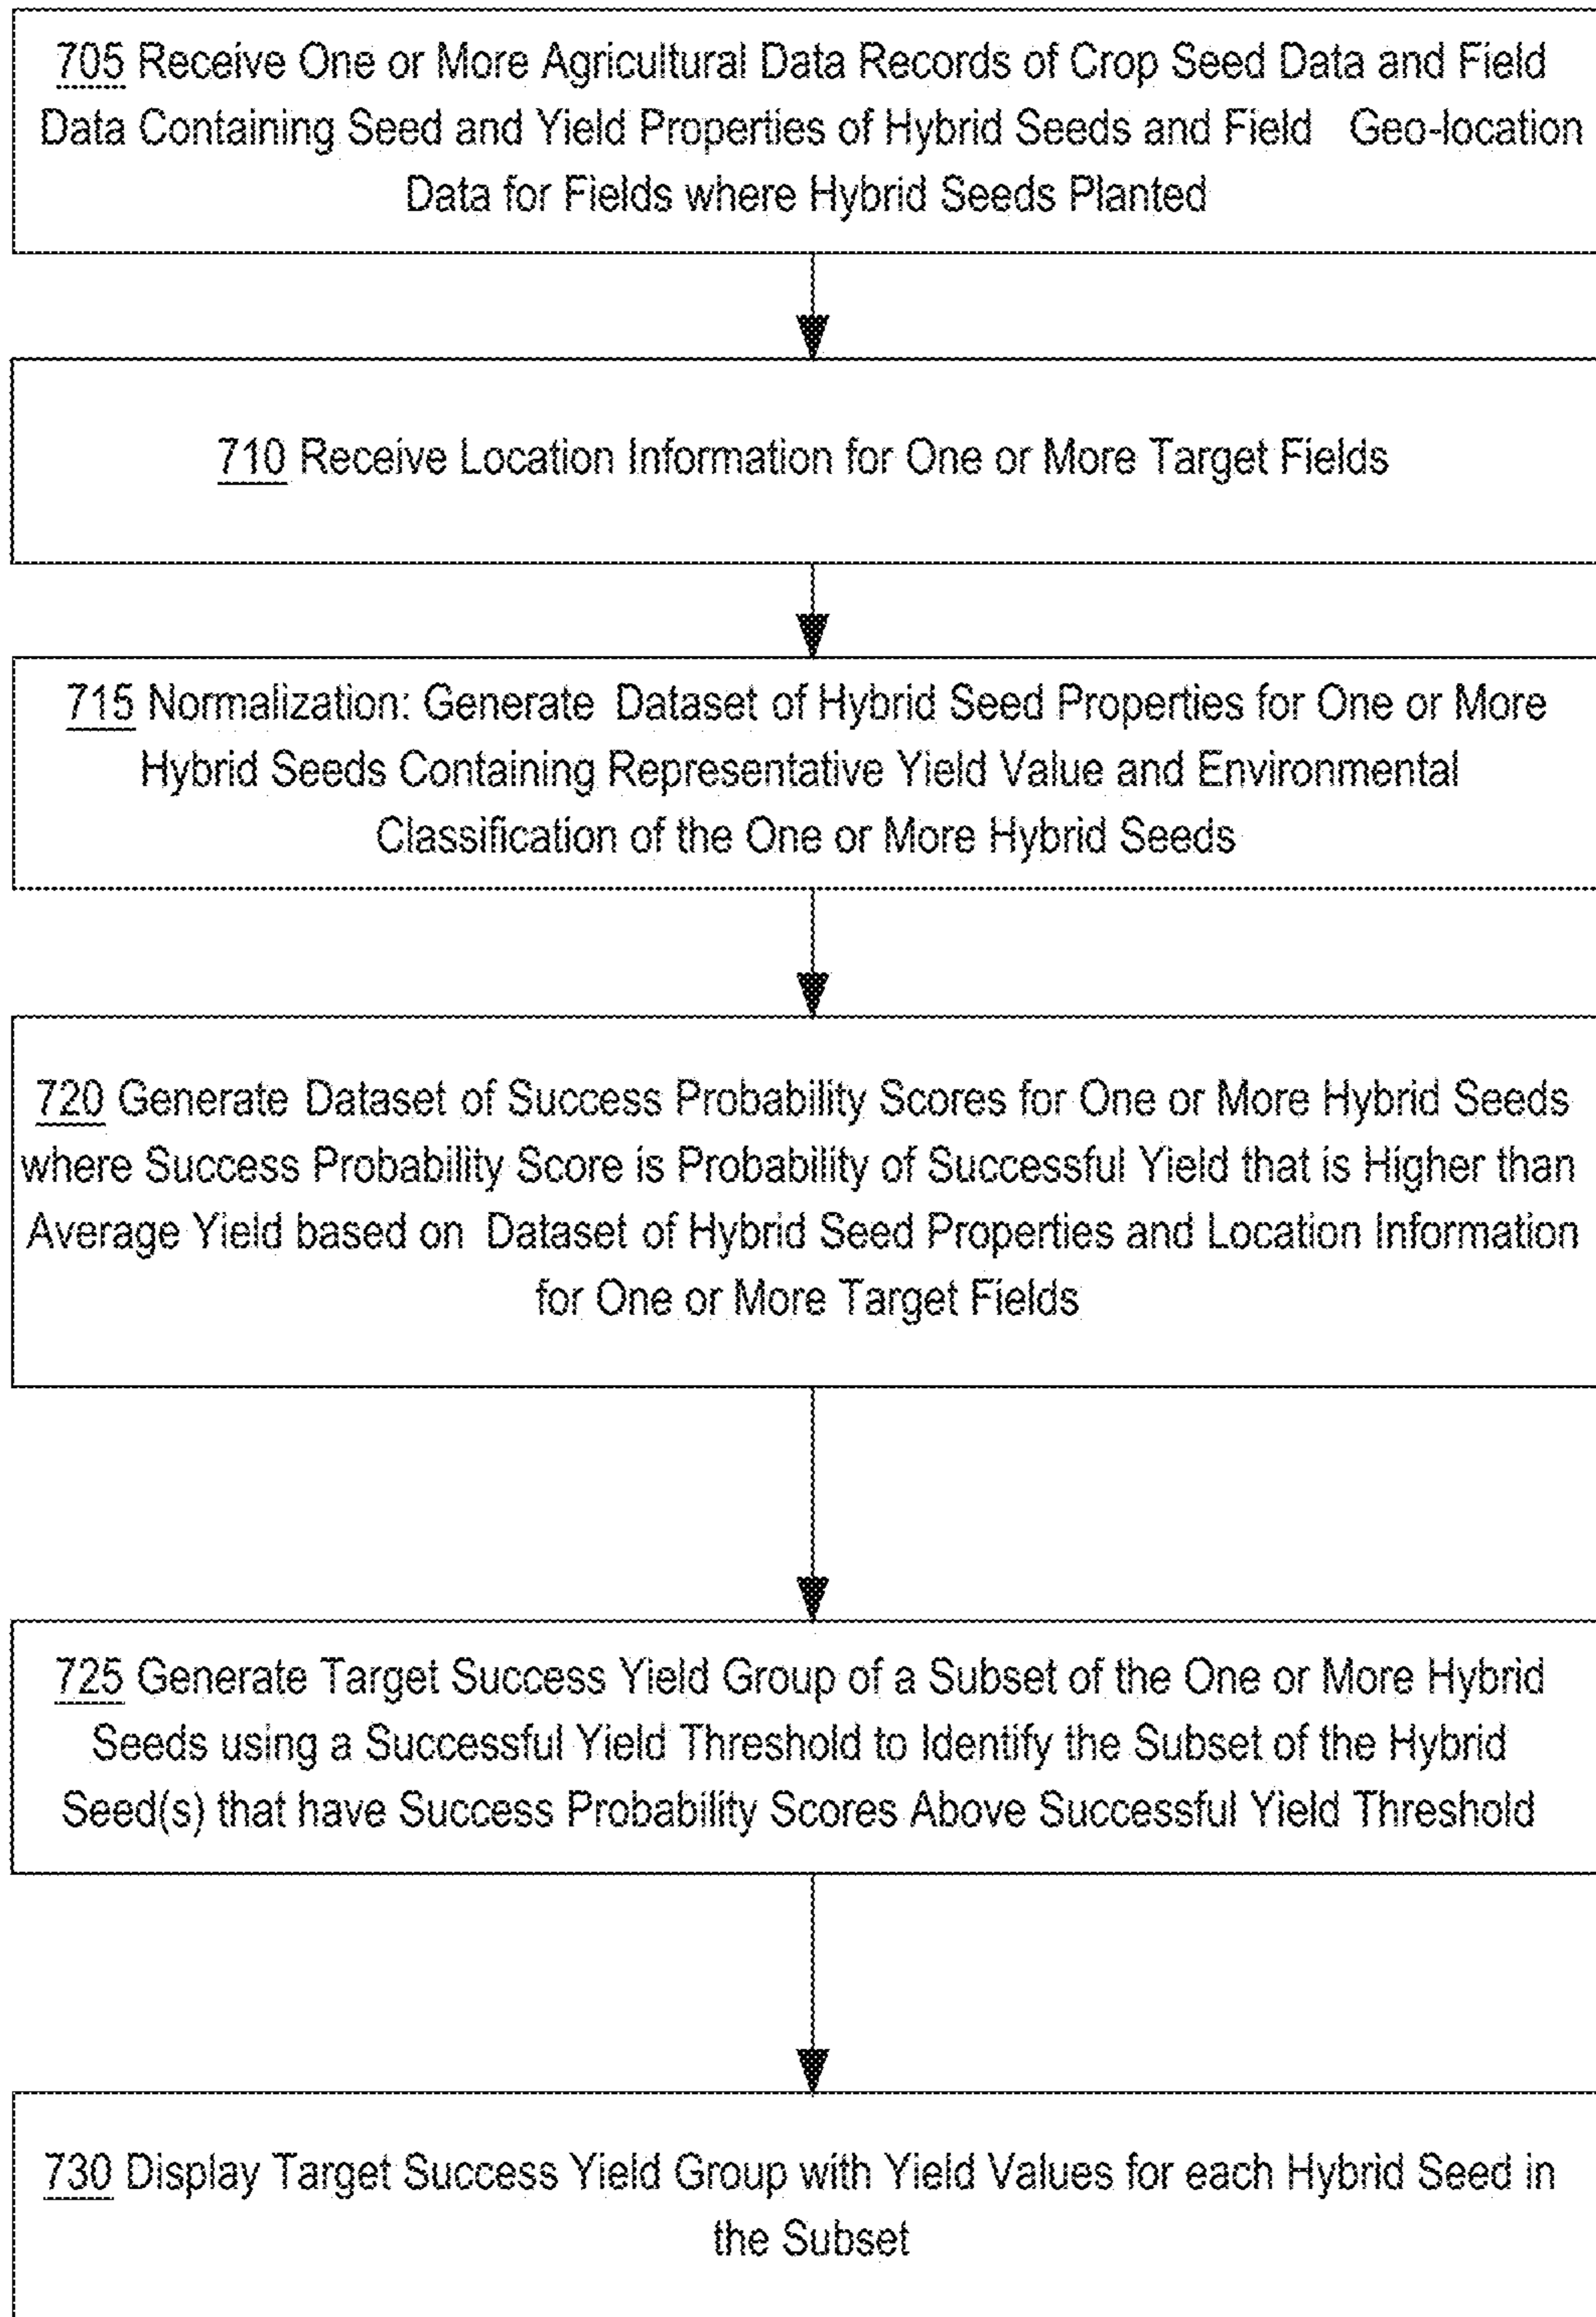 705 Receive One or More Agricultural Data Records of Crop Seed Data and Field
Data Containing Seed and Yield Properties of Hybrid Seeds and Field Geo-location
Data for Fields where Hybrid Seeds Planted
710 Receive Location Information for One or More Target Fields
715 Normalization: Generate Dataset of Hybrid Seed Properties for One or More
Hybrid Seeds Containing Representative Yield Value and Environmental
Classification of the One or More Hybrid Seeds
720 Generate Dataset of Success Probability Scores for One or More Hybrid Seeds
where Success Probability Score is Probability of Successful Yield that is Higher than
Average Yield based on Dataset of Hybrid Seed Properties and Location Information
for One or More Target Fields
725 Generate Target Success Yield Group of a Subset of the One or More Hybrid
Seeds using a Successful Yield Threshold to Identify the Subset of the Hybrid
Seed(s) that have Success Probability Scores Above Successful Yield Threshold
730 Display Target Success Yield Group with Yield Values for each Hybrid Seed in
the Subset